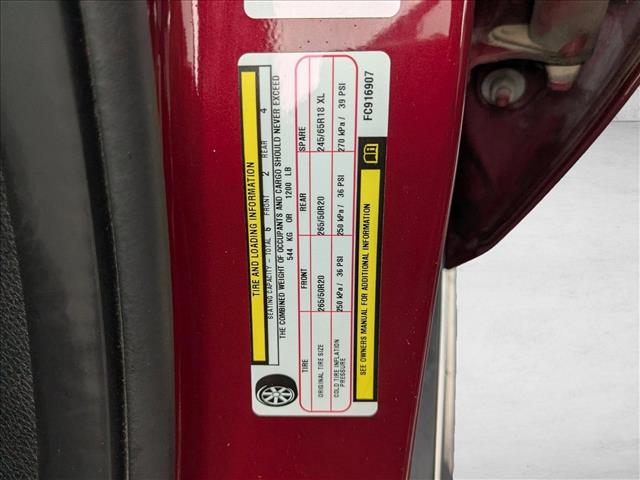 TIRE AND LOADING INFORMATION
SEATING CAPACITY - TOTAL 6 FRONT 2 REAR 4
THE COMBINED WEIGHT OF OCCUPANTS AND CARGO SHOULD NEVER EXCEED
544 KG OR 1200 LB
TIRE FRONT REAR SPARE
ORIGINAL TIRE SIZE 265/50R20 265/50R20 245/65R18 XL
COLD TIRE INFLATION PRESSURE 250 kPa / 36 PSI 250 kPa / 36 PSI 270 kPa / 39 PSI
SEE OWNERS MANUAL FOR ADDITIONAL INFORMATION
FC916907